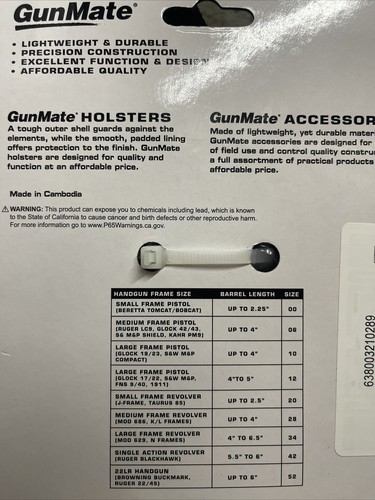 GunMate®
• LIGHTWEIGHT & DURABLE
• PRECISION CONSTRUCTION
• EXCELLENT FUNCTION & DESIGN
• AFFORDABLE QUALITY
GunMate® HOLSTERS
A tough outer shell guards against the
elements, while the smooth, padded lining
offers protection to the finish. GunMate
holsters are designed for quality and
function at an affordable price.
GunMate® ACCESSOR
Made of lightweight, yet durable mater
GunMate accessories are designed for
of field use and control quality constru
a full assortment of practical products
affordable price.
Made in Cambodia
⚠WARNING: This product can expose you to chemicals including lead, which is known
to the State of California to cause cancer and birth defects or other reproductive harm.
For more information go to www.P65Warnings.ca.gov.
HANDGUN FRAME SIZE BARREL LENGTH SIZE
SMALL FRAME PISTOL
(BERETTA TOMCAT/BOBCAT) UP TO 2.25" 00
MEDIUM FRAME PISTOL
(RUGER LC9, GLOCK 42/43,
S6 M&P SHIELD, KAHR PM9) UP TO 4" 06
LARGE FRAME PISTOL
(GLOCK 19/23, S&W M&P
COMPACT) UP TO 4" 10
LARGE FRAME PISTOL
(GLOCK 17/22, S&W M&P,
FNS 9/40, 1911) 4"TO 5" 12
SMALL FRAME REVOLVER
(J-FRAME, TAURUS 85) UP TO 2.5" 20
MEDIUM FRAME REVOLVER
(MOD 686, K/L FRAMES) UP TO 4" 28
LARGE FRAME REVOLVER
(MOD 629, N FRAMES) 4" TO 6.5" 34
SINGLE ACTION REVOLVER
(RUGER BLACKHAWK) 5.5" TO 6" 42
22LR HANDGUN
(BROWNING BUCKMARK,
RUGER 22/45) UP TO 6" 52
638003210289